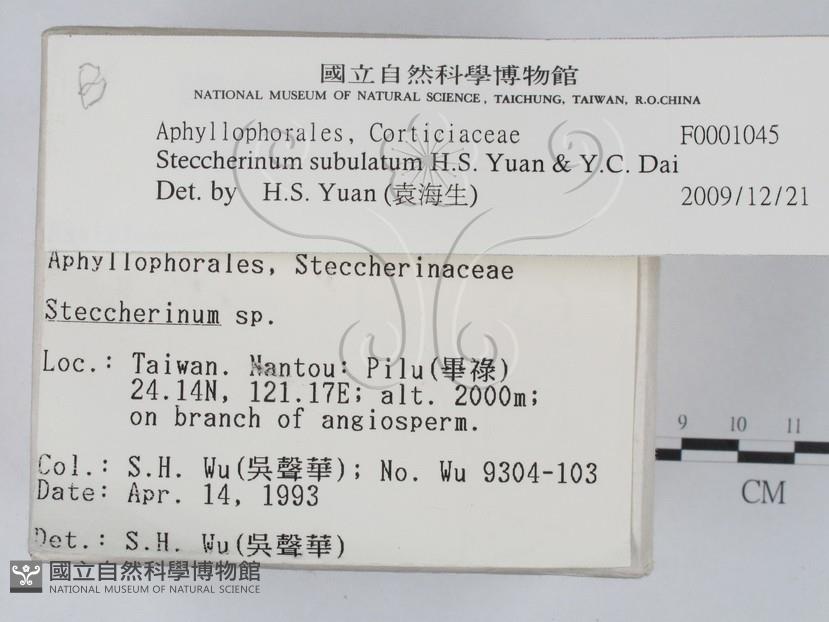 國立自然科學博物館
NATIONAL MUSEUM OF NATURAL SCIENCE, TAICHUNG, TAIWAN, R.O.CHINA
Aphyllophorales, Corticiaceae F0001045
Steccherinum subulatum H.S. Yuan & Y.C. Dai
Det. by H.S. Yuan (袁海生) 2009/12/21
Aphyllophorales, Steccherinaceae
Steccherinum sp.
Loc.: Taiwan. Nantou: Pilu(畢祿)
24.14N, 121.17E; alt. 2000m;
on branch of angiosperm.
Col.: S.H. Wu(吳聲華); No. Wu 9304-103
Date: Apr. 14, 1993
Det.: S.H. Wu(吳聲華)
9 10 11
CM
國立自然科學博物館
NATIONAL MUSEUM OF NATURAL SCIENCE